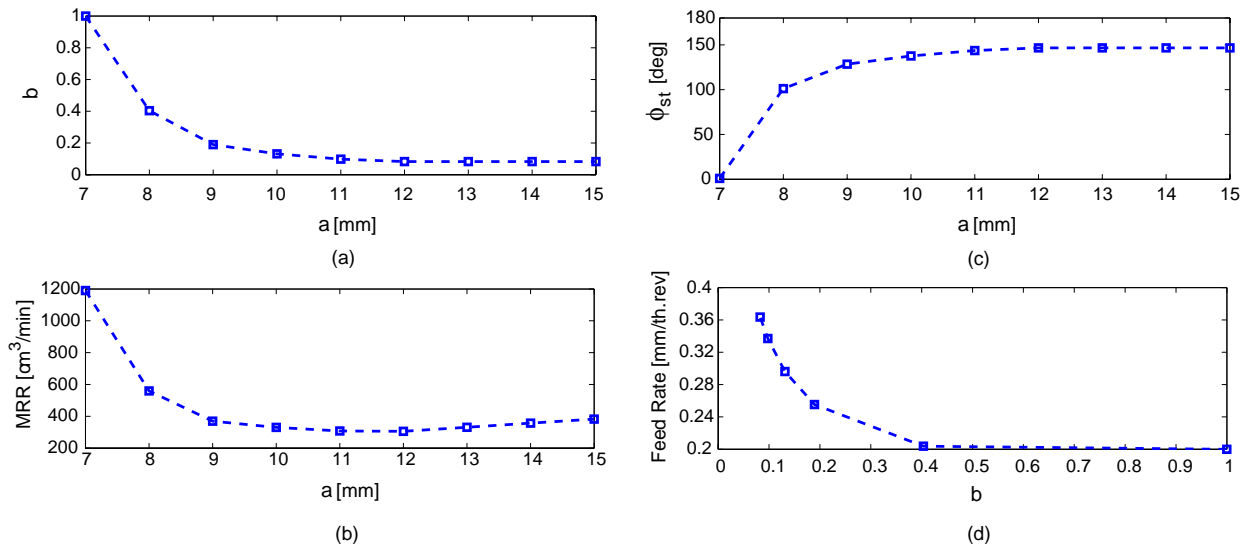 1
0.8
0.6
0.4
0.2
0
b
7 8 9 10 11 12 13 14 15
a [mm]
(a)
1200
1000
800
600
400
200
MRR [cm³/min]
7 8 9 10 11 12 13 14 15
a [mm]
(b)
180
150
100
50
0
ϕst [deg]
7 8 9 10 11 12 13 14 15
a [mm]
(c)
0.4
0.36
0.32
0.28
0.24
0.2
Feed Rate [mm/th.rev]
0 0.1 0.2 0.3 0.4 0.5 0.6 0.7 0.8 0.9 1
b
(d)